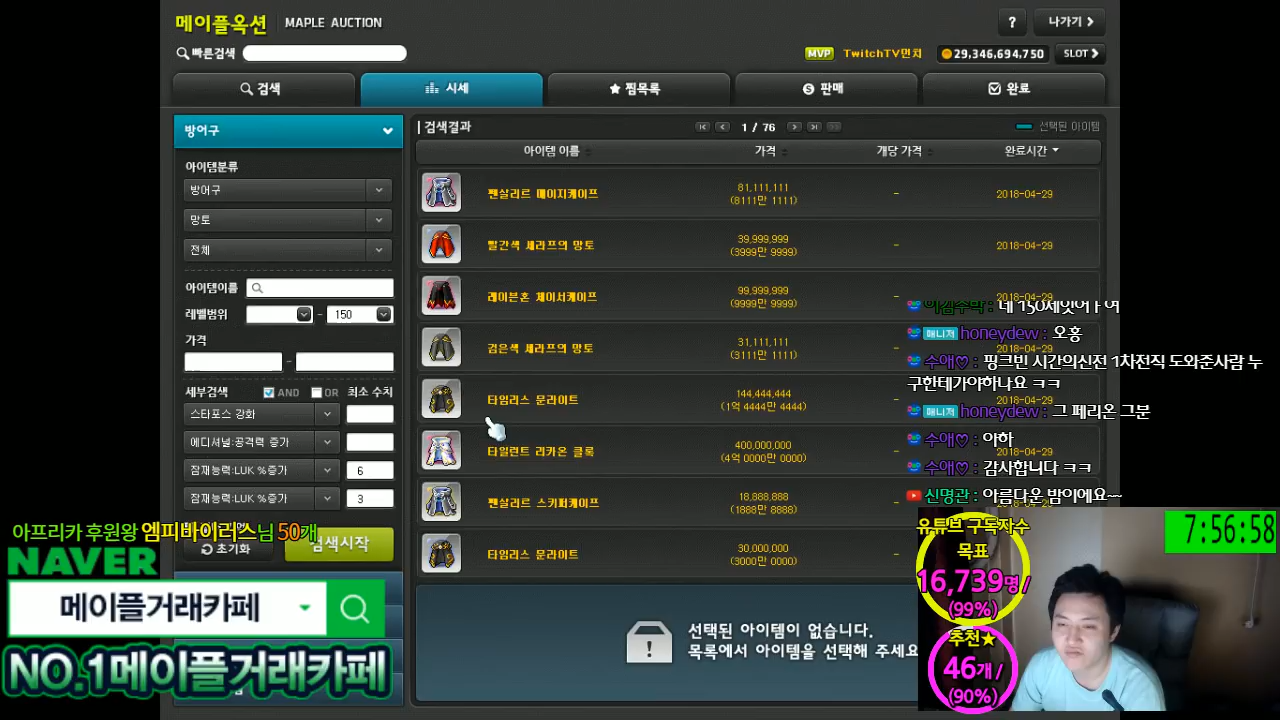 메이플옥션 MAPLE AUCTION
? 나가기
빠른검색
MVP TwitchTV먼치 29,346,694,750 SLOT
검색
시세
찜목록
판매
완료
방어구
아이템분류
방어구
망토
전체
아이템이름
레벨범위 - 150
가격
-
세부검색 AND OR 최소 수치
스타포스 강화
에디셔널:공격력 증가
잠재능력:LUK %증가 6
잠재능력:LUK %증가 3
초기화
검색시작
검색결과 1 / 76 선택된 아이템
아이템 이름 가격 개당 가격 완료시간
펜살리르 메이지케이프 81,111,111 (8111만 1111) - 2018-04-29
빨간색 세라프의 망토 39,999,999 (3999만 9999) - 2018-04-29
레이븐혼 체이서케이프 99,999,999 (9999만 9999) - 2018-04-29
검은색 세라프의 망토 31,111,111 (3111만 1111) - 2018-04-29
타임리스 문라이트 144,444,444 (1억 4444만 4444) - 2018-04-29
타일런트 리카온 클록 400,000,000 (4억 0000만 0000) -
펜살리르 스키퍼케이프 18,888,888 (1888만 8888) -
타임리스 문라이트 30,000,000 (3000만 0000) -
선택된 아이템이 없습니다.
목록에서 아이템을 선택해 주세요
네 150세잇어ㅏ여
매니저 honeydew : 오홍
수애♡ : 핑크빈 시간의신전 1차전직 도와준사람 누
구한테가야하나요 ㅋㅋ
매니저 honeydew : 그 페리온 그분
수애♡ : 아하
수애♡ : 감사합니다 ㅋㅋ
신명관 : 아름다운 밤이에요~~
아프리카 후원왕 엠피바이러스님 50개
NAVER
메이플거래카페
NO.1메이플거래카페
유튜브 구독자수
목표
16,739명/
(99%)
추천★
46개/
(90%)
7:56:58